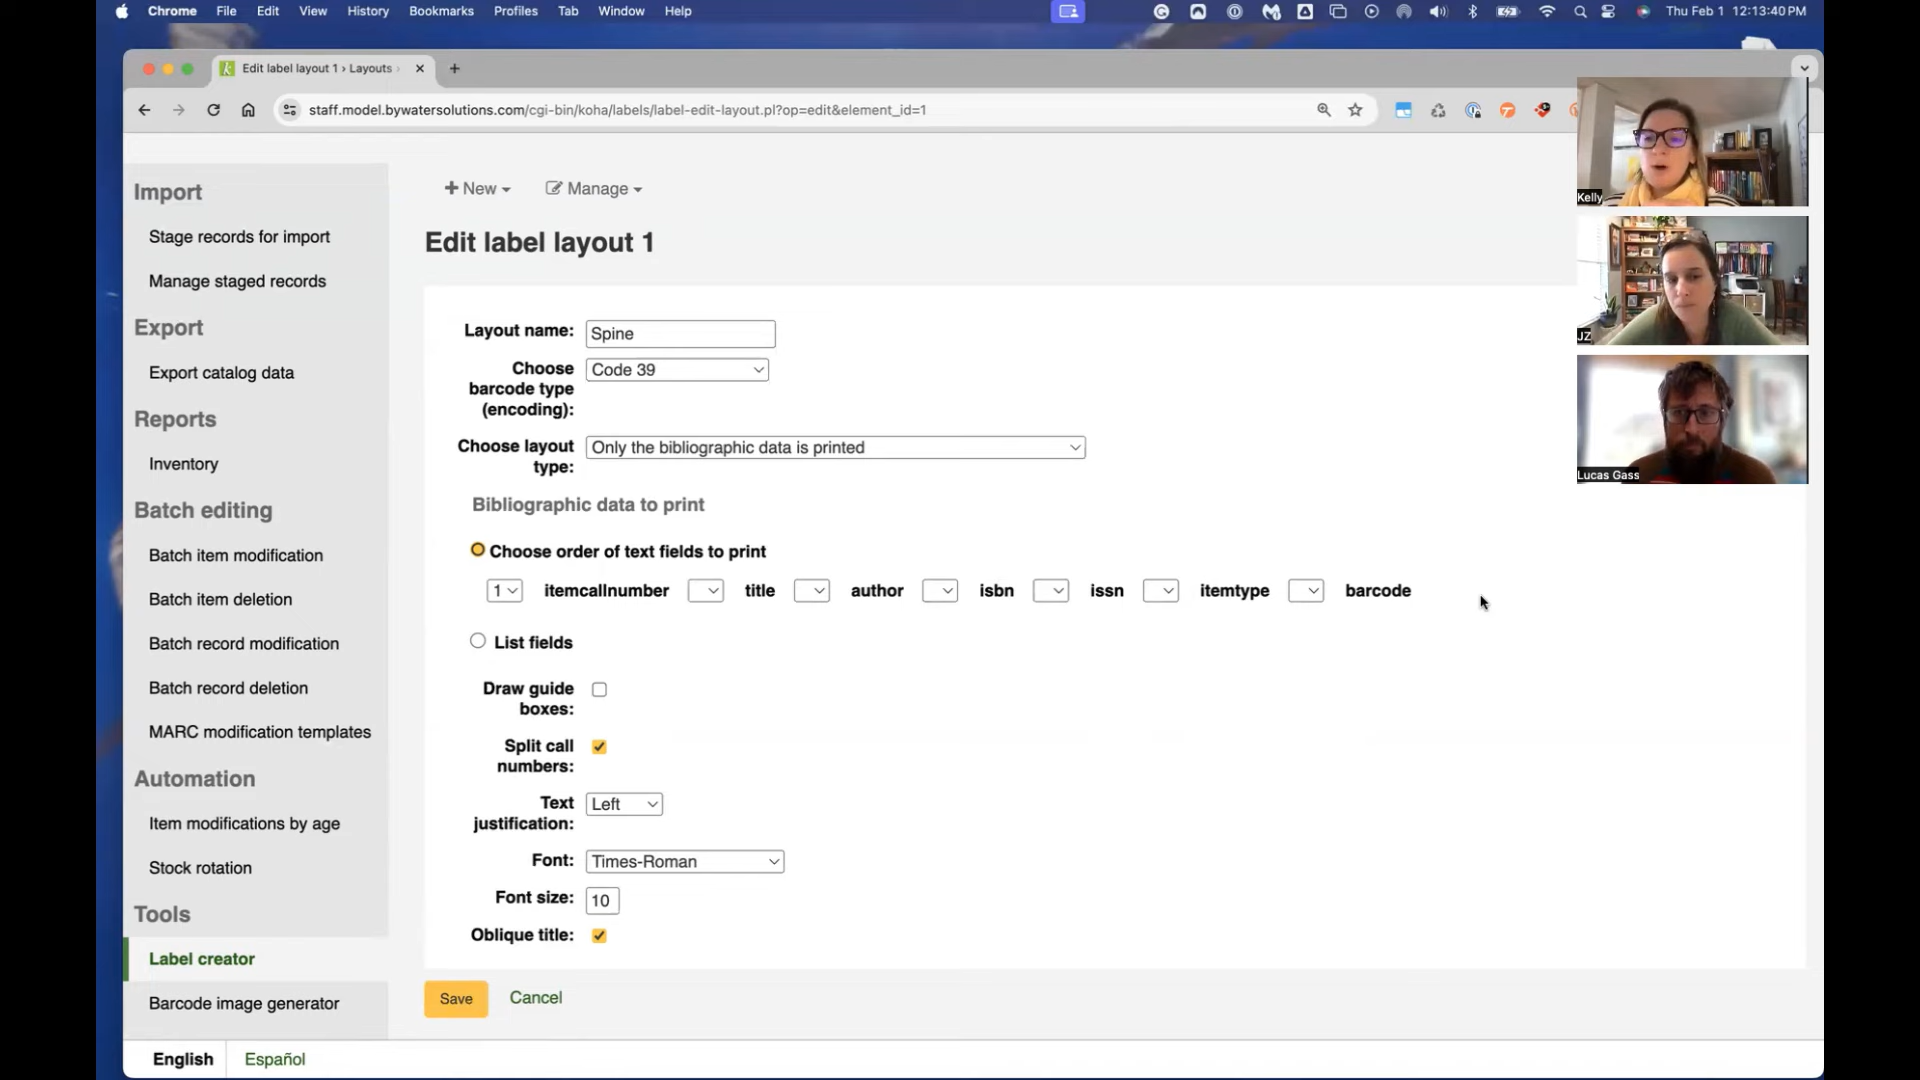 Chrome File Edit View History Bookmarks Profiles Tab Window Help Thu Feb 1 12:13:40 PM
Edit label layout 1 › Layouts ›
staff.model.bywatersolutions.com/cgi-bin/koha/labels/label-edit-layout.pl?op=edit&element_id=1
Import
Stage records for import
Manage staged records
Export
Export catalog data
Reports
Inventory
Batch editing
Batch item modification
Batch item deletion
Batch record modification
Batch record deletion
MARC modification templates
Automation
Item modifications by age
Stock rotation
Tools
Label creator
Barcode image generator
New Manage
Edit label layout 1
Layout name: Spine
Choose barcode type (encoding): Code 39
Choose layout type: Only the bibliographic data is printed
Bibliographic data to print
Choose order of text fields to print
1 itemcallnumber title author isbn issn itemtype barcode
List fields
Draw guide boxes:
Split call numbers:
Text justification: Left
Font: Times-Roman
Font size: 10
Oblique title:
Save Cancel
English Español
Kelly
JZ
Lucas Gass